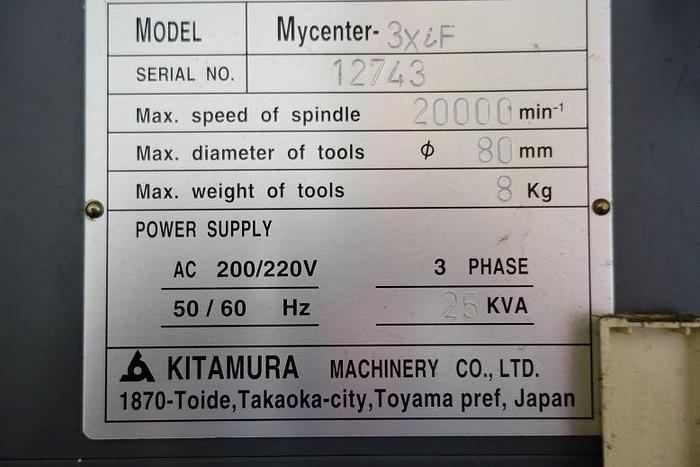 MODEL Mycenter-3XiF
SERIAL NO. 12743
Max. speed of spindle 20000 min⁻¹
Max. diameter of tools ϕ 80 mm
Max. weight of tools 8 Kg
POWER SUPPLY
AC 200/220V 3 PHASE
50/60 Hz 25 KVA
KITAMURA MACHINERY CO., LTD.
1870-Toide,Takaoka-city,Toyama pref, Japan